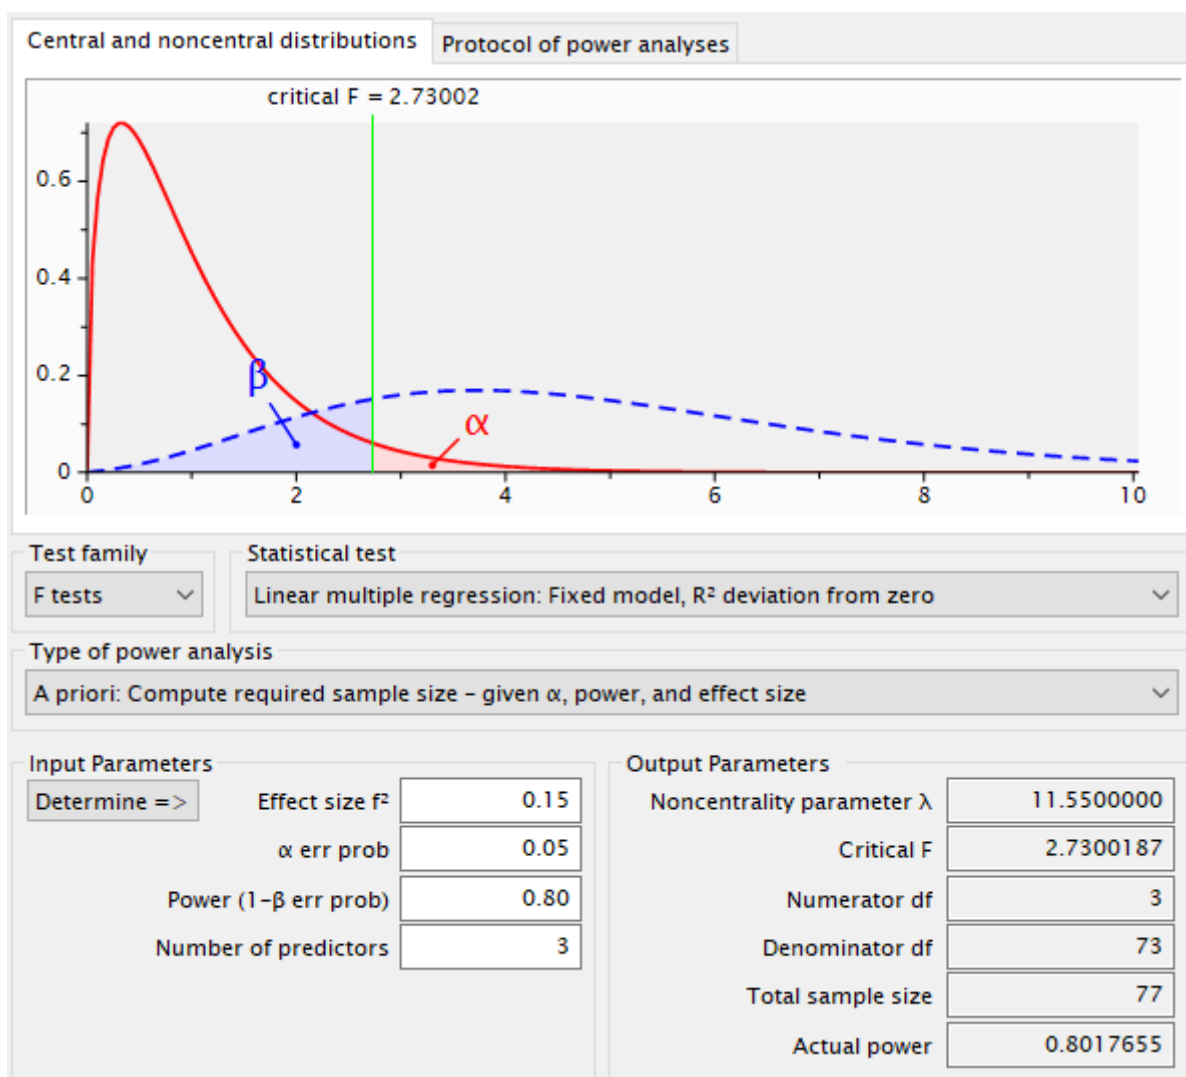 Central and noncentral distributions Protocol of power analyses
critical F = 2.73002
0.6
0.4
0.2
0
β
α
0 2 4 6 8 10
Test family Statistical test
F tests Linear multiple regression: Fixed model, R² deviation from zero
Type of power analysis
A priori: Compute required sample size – given α, power, and effect size
Input Parameters Output Parameters
Determine => Effect size f² 0.15 Noncentrality parameter λ 11.5500000
α err prob 0.05 Critical F 2.7300187
Power (1-β err prob) 0.80 Numerator df 3
Number of predictors 3 Denominator df 73
Total sample size 77
Actual power 0.8017655